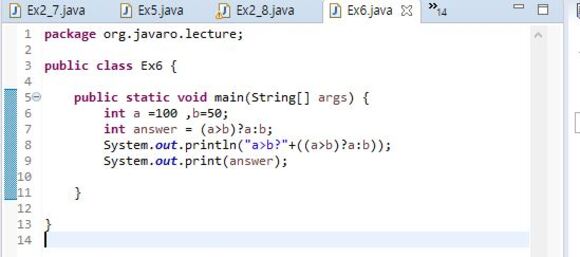 Ex2_7.java Ex5.java Ex2_8.java Ex6.java »14
1 package org.javaro.lecture;
2
3 public class Ex6 {
4
5 public static void main(String[] args) {
6 int a =100 ,b=50;
7 int answer = (a>b)?a:b;
8 System.out.println("a>b?"+((a>b)?a:b));
9 System.out.print(answer);
10
11 }
12
13 }
14